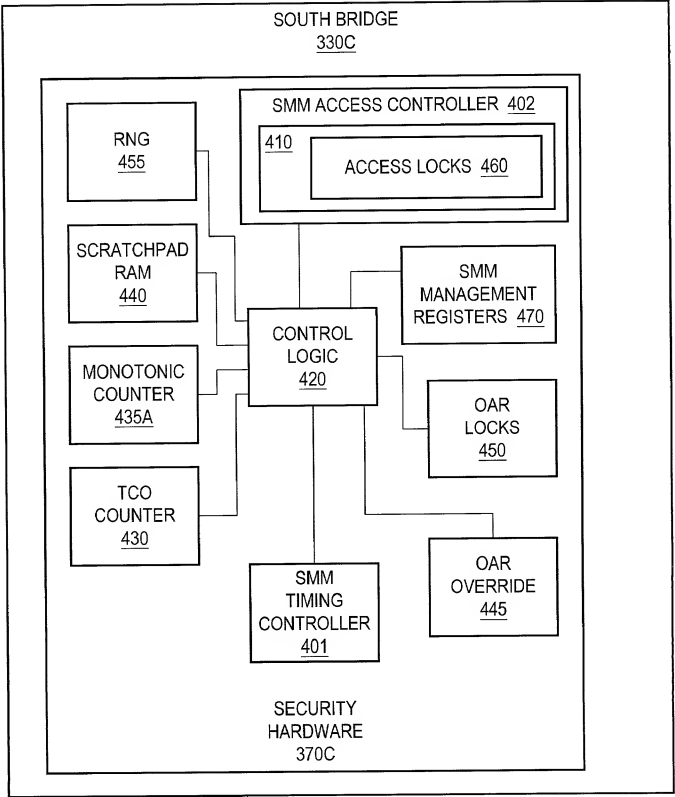 SOUTH BRIDGE
330C
RNG
455
SMM ACCESS CONTROLLER 402
410
ACCESS LOCKS 460
SCRATCHPAD
RAM
440
SMM
MANAGEMENT
REGISTERS 470
CONTROL
LOGIC
420
MONOTONIC
COUNTER
435A
OAR
LOCKS
450
TCO
COUNTER
430
SMM
TIMING
CONTROLLER
401
OAR
OVERRIDE
445
SECURITY
HARDWARE
370C